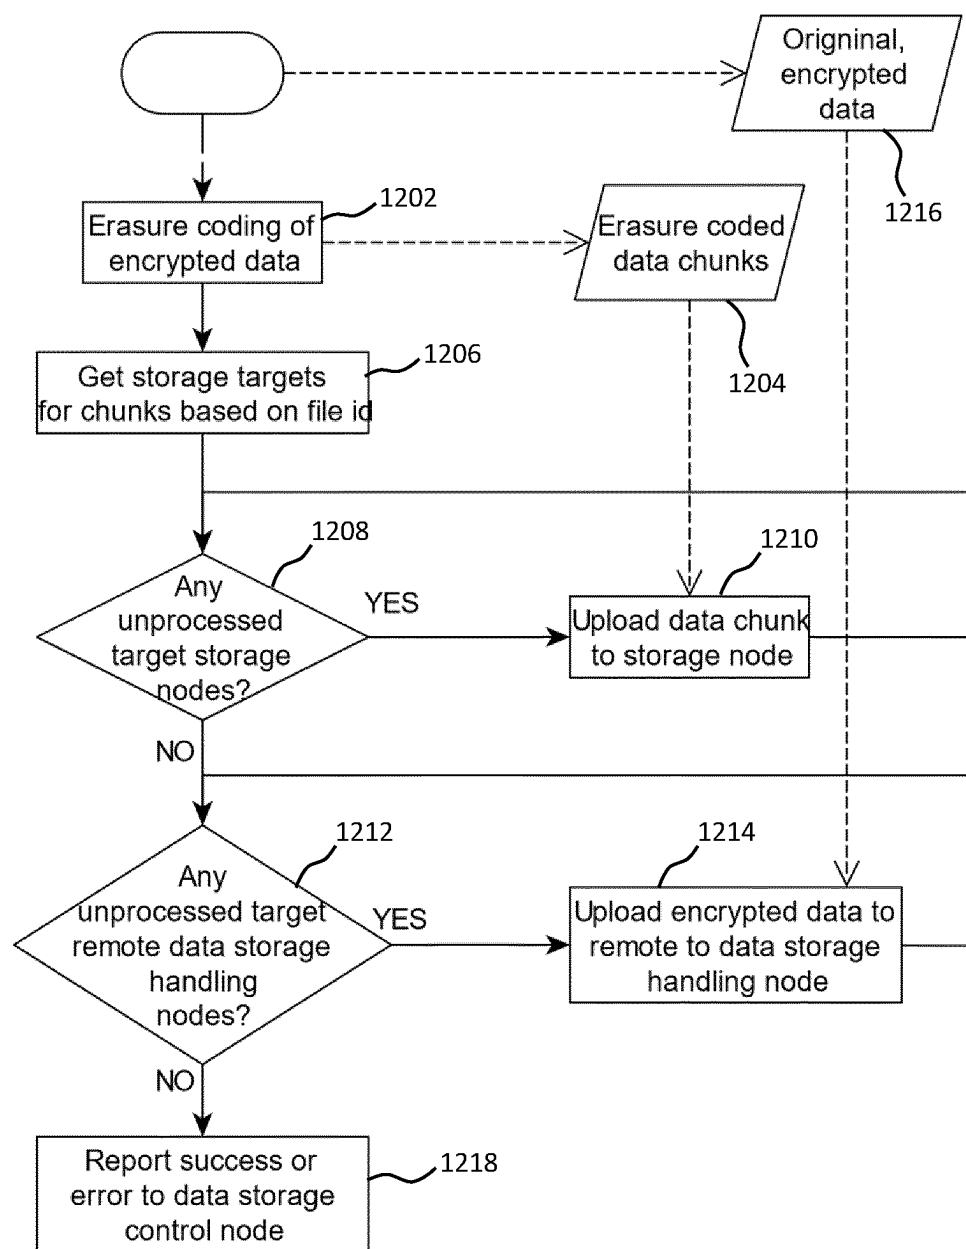 Origninal,
encrypted
data
1216
1202
Erasure coding of
encrypted data
Erasure coded
data chunks
1204
1206
Get storage targets
for chunks based on file id
1208
Any
unprocessed
target storage
nodes?
YES
1210
Upload data chunk
to storage node
NO
1212
Any
unprocessed target
remote data storage
handling
nodes?
YES
1214
Upload encrypted data to
remote to data storage
handling node
NO
Report success or
error to data storage
control node
1218